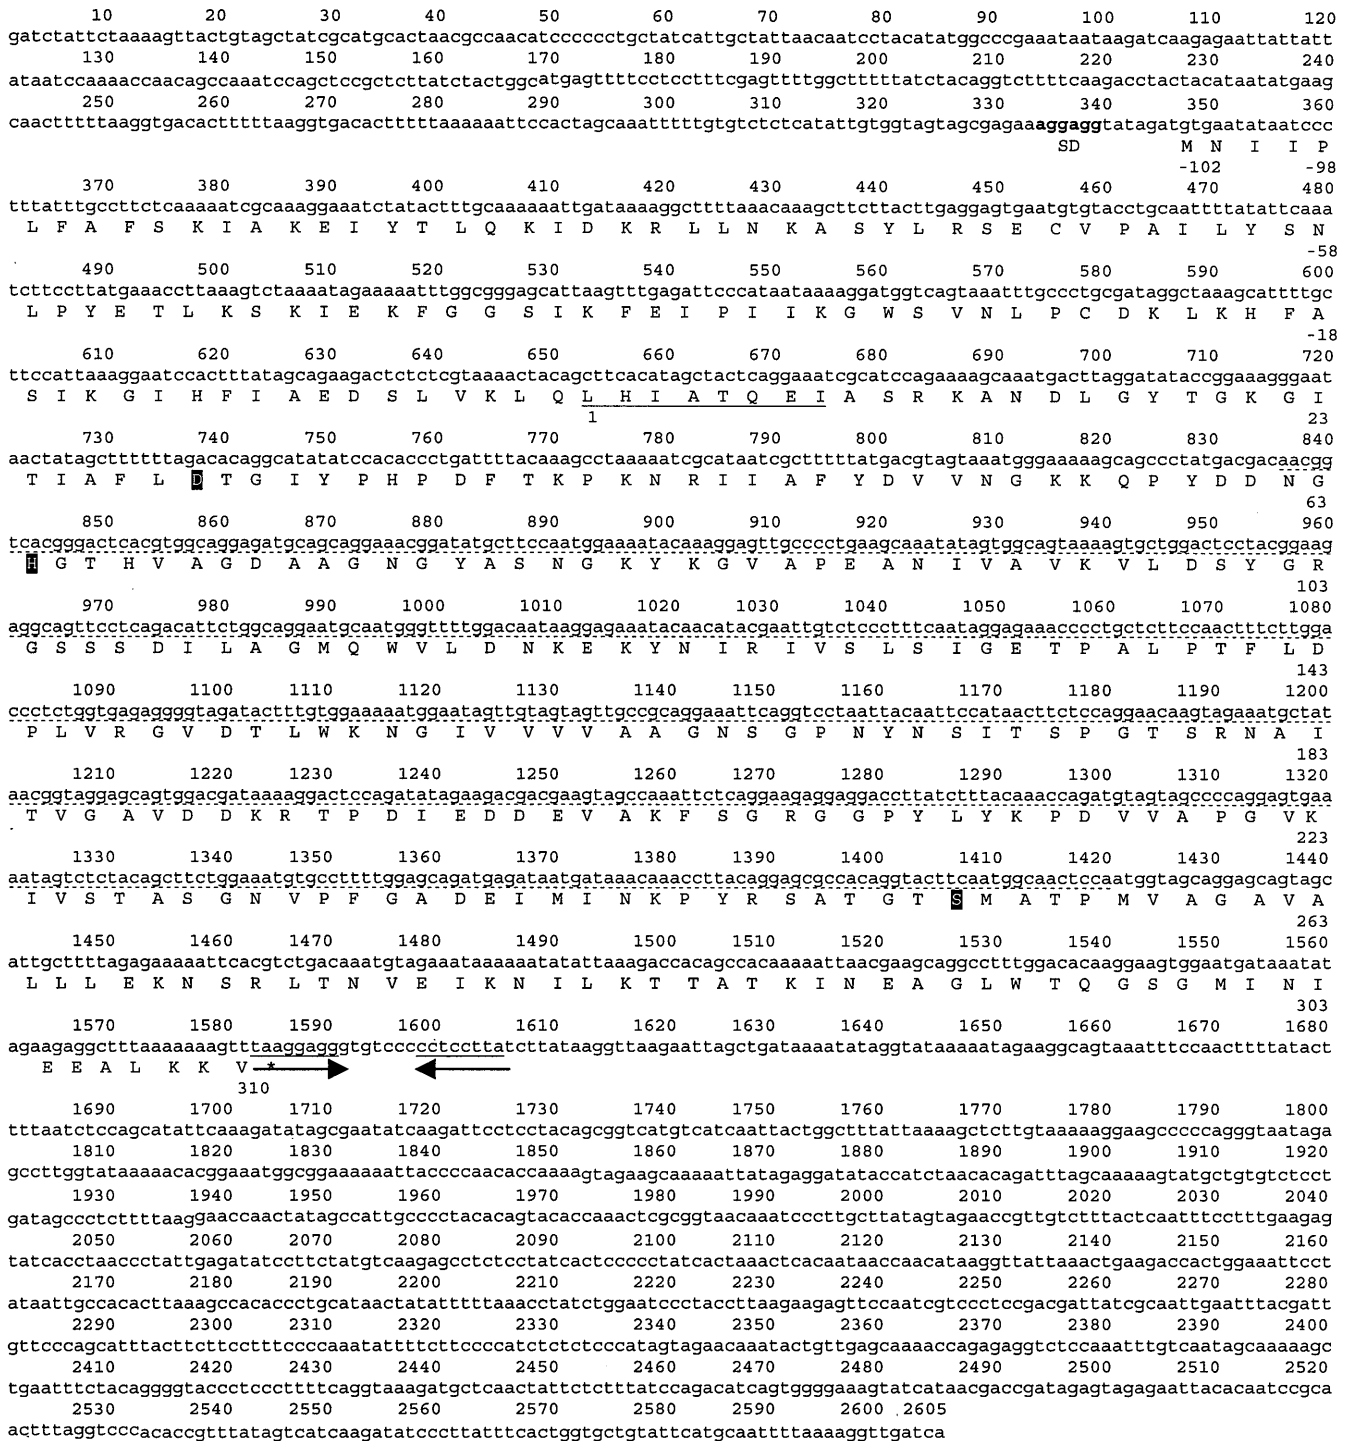 10 20 30 40 50 60 70 80 90 100 110 120
gatctattctaaaagttactgtagctatcgcatgcactaacgccaacatcccccctgctatcattgctattaacaatcctacatatggcccgaaataataagatcaagagaattattatt
130 140 150 160 170 180 190 200 210 220 230 240
ataatccaaaaccaacagccaaatccagctccgctcttatctactggcatgagttttcctcctttcgagttttggctttttatctacaggtcttttcaagacctactacataatatgaag
250 260 270 280 290 300 310 320 330 340 350 360
caactttttaaggtgacactttttaaggtgacactttttaaaaaattccactagcaaatttttgtgtctctcatattgtggtagtagcgagaaaggaggtatagatgtgaatataatccc
SD M N I I P
-102 -98
370 380 390 400 410 420 430 440 450 460 470 480
tttatttgccttctcaaaaatcgcaaaggaaatctatactttgcaaaaaattgataaaaggcttttaaacaaagcttcttacttgaggagtgaatgtgtacctgcaattttatattcaaa
L F A F S K I A K E I Y T L Q K I D K R L L N K A S Y L R S E C V P A I L Y S N
-58
490 500 510 520 530 540 550 560 570 580 590 600
tcttccttatgaaaccttaaagtctaaaatagaaaaatttggcgggagcattaagtttgagattcccataataaaaggatggtcagtaaatttgccctgcgataggctaaagcattttgc
L P Y E T L K S K I E K F G G S I K F E I P I I K G W S V N L P C D K L K H F A
-18
610 620 630 640 650 660 670 680 690 700 710 720
ttccattaaaggaatccactttatagcagaagactctctcgtaaaactacagcttcacatagctactcaggaaatcgcatccagaaaagcaaatgacttaggatataccggaaagggaat
S I K G I H F I A E D S L V K L Q L H I A T Q E I A S R K A N D L G Y T G K G I
1 23
730 740 750 760 770 780 790 800 810 820 830 840
aactatagcttttttagacacaggcatatatccacaccctgattttacaaagcctaaaaatcgcataatcgctttttatgacgtagtaaatgggaaaaagcagccctatgacgacaacgg
T I A F L D T G I Y P H P D F T K P K N R I I A F Y D V V N G K K Q P Y D D N G
63
850 860 870 880 890 900 910 920 930 940 950 960
tcacgggactcacgtggcaggagatgcagcaggaaacggatatgcttccaatggaaaatacaaaggagttgcccctgaagcaaatatagtggcagtaaaagtgctggactcctacggaag
H G T H V A G D A A G N G Y A S N G K Y K G V A P E A N I V A V K V L D S Y G R
103
970 980 990 1000 1010 1020 1030 1040 1050 1060 1070 1080
aggcagttcctcagacattctggcaggaatgcaatgggttttggacaataaggagaaatacaacatacgaattgtctccctttcaataggagaaacccctgctcttccaactttcttgga
G S S S D I L A G M Q W V L D N K E K Y N I R I V S L S I G E T P A L P T F L D
143
1090 1100 1110 1120 1130 1140 1150 1160 1170 1180 1190 1200
ccctctggtgagaggggtagatactttgtggaaaaatggaatagttgtagtagttgccgcaggaaattcaggtcctaattacaattccataacttctccaggaacaagtagaaatgctat
P L V R G V D T L W K N G I V V V V A A G N S G P N Y N S I T S P G T S R N A I
183
1210 1220 1230 1240 1250 1260 1270 1280 1290 1300 1310 1320
aacggtaggagcagtggacgataaaaggactccagatatagaagacgacgaagtagccaaattctcaggaagaggaggaccttatctttacaaaccagatgtagtagccccaggagtgaa
T V G A V D D K R T P D I E D D E V A K F S G R G G P Y L Y K P D V V A P G V K
223
1330 1340 1350 1360 1370 1380 1390 1400 1410 1420 1430 1440
aatagtctctacagcttctggaaatgtgccttttggagcagatgagataatgataaacaaaccttacaggagcgccacaggtacttcaatggcaactccaatggtagcaggagcagtagc
I V S T A S G N V P F G A D E I M I N K P Y R S A T G T S M A T P M V A G A V A
263
1450 1460 1470 1480 1490 1500 1510 1520 1530 1540 1550 1560
attgcttttagagaaaaattcacgtctgacaaatgtagaaataaaaaatatattaaagaccacagccacaaaaattaacgaagcaggcctttggacacaaggaagtggaatgataaatat
L L L E K N S R L T N V E I K N I L K T T A T K I N E A G L W T Q G S G M I N I
303
1570 1580 1590 1600 1610 1620 1630 1640 1650 1660 1670 1680
agaagaggctttaaaaaaagtttaaggagggtgtccccctccttatcttataaggttaagaattagctgataaaatataggtataaaaatagaaggcagtaaatttccaacttttatact
E E A L K K V *
310
1690 1700 1710 1720 1730 1740 1750 1760 1770 1780 1790 1800
tttaatctccagcatattcaaagatatagcgaatatcaagattcctcctacagcggtcatgtcatcaattactggctttattaaaagctcttgtaaaaaggaagcccccagggtaataga
1810 1820 1830 1840 1850 1860 1870 1880 1890 1900 1910 1920
gccttggtataaaaacacggaaatggcggaaaaaattaccccaacaccaaaagtagaagcaaaaattatagaggatataccatctaacacagatttagcaaaaagtatgctgtgtctcct
1930 1940 1950 1960 1970 1980 1990 2000 2010 2020 2030 2040
gatagccctcttttaaggaaccaactatagccattgcccctacacagtacaccaaactcgcggtaacaaatcccttgcttatagtagaaccgttgtctttactcaatttcctttgaagag
2050 2060 2070 2080 2090 2100 2110 2120 2130 2140 2150 2160
tatcacctaaccctattgagatatccttctatgtcaagagcctctcctatcactcccccctatcactaaactcacaataaccaacataaggttattaaactgaagaccactggaaattcct
2170 2180 2190 2200 2210 2220 2230 2240 2250 2260 2270 2280
ataattgccacacttaaagccacaccctgcataactatatttttaaacctatctggaatccctaccttaagaagagttccaatcgtccctccgacgattatcgcaattgaatttacgatt
2290 2300 2310 2320 2330 2340 2350 2360 2370 2380 2390 2400
gttcccagcatttacttcttcctttccccaaatattttcttccccatctctctcccatagtagaacaaatactgttgagcaaaaccagagaggtctccaaatttgtcaatagcaaaaagc
2410 2420 2430 2440 2450 2460 2470 2480 2490 2500 2510 2520
tgaatttctacaggggtaccctcccttttcaggtaaagatgctcaactattctctttatccagacatcagtggggaaagtatcataacgaccgatagagtagagaattacacaatccgca
2530 2540 2550 2560 2570 2580 2590 2600 2605
actttaggtcccacaccgtttatagtcatcaagatatcccttatttcactggtgctgtattcatgcaattttaaaaggttgatca